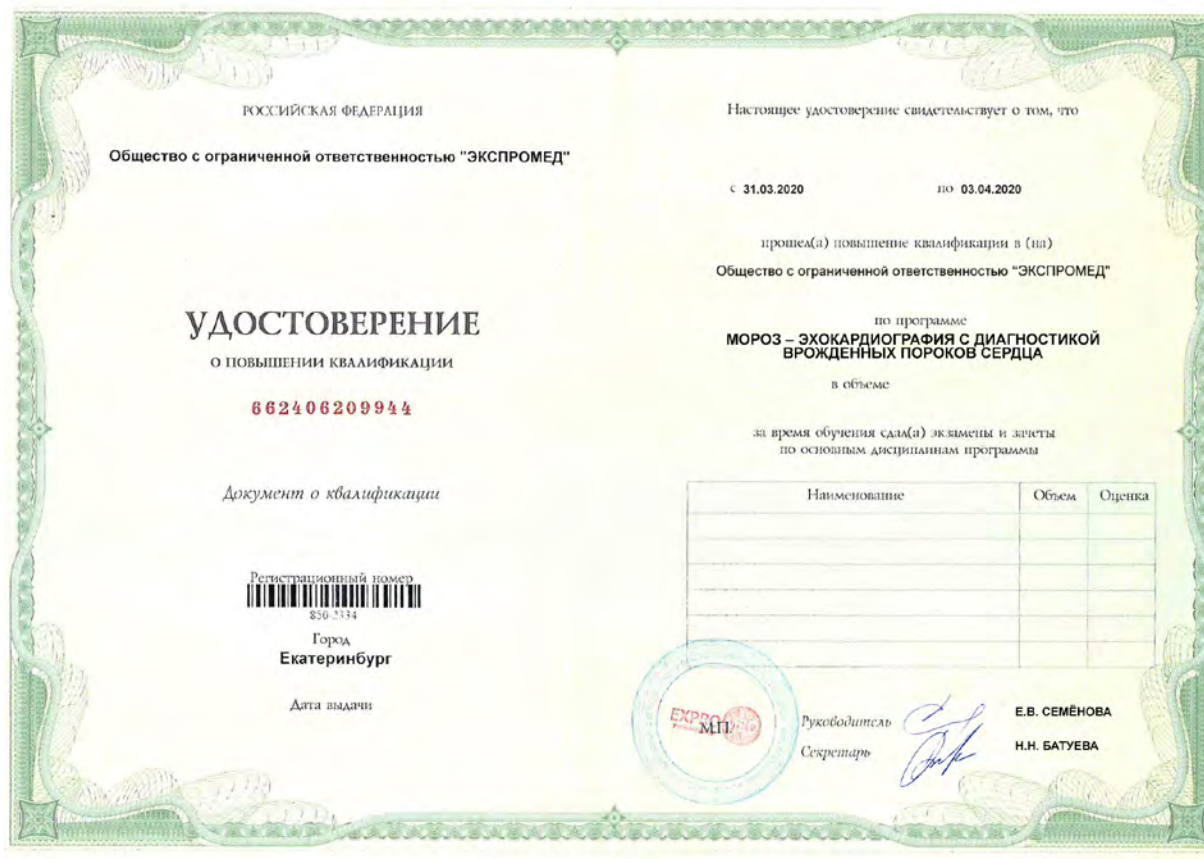 РОССИЙСКАЯ ФЕДЕРАЦИЯ
Общество с ограниченной ответственностью "ЭКСПРОМЕД"
УДОСТОВЕРЕНИЕ
О ПОВЫШЕНИИ КВАЛИФИКАЦИИ
662406209944
Документ о квалификации
Регистрационный номер
850-2334
Город
Екатеринбург
Дата выдачи
Настоящее удостоверение свидетельствует о том, что
с 31.03.2020 по 03.04.2020
прошел(а) повышение квалификации в (на)
Общество с ограниченной ответственностью "ЭКСПРОМЕД"
по программе
МОРОЗ – ЭХОКАРДИОГРАФИЯ С ДИАГНОСТИКОЙ
ВРОЖДЕННЫХ ПОРОКОВ СЕРДЦА
в объеме
за время обучения сдал(а) экзамены и зачеты
по основным дисциплинам программы
Наименование Объем Оценка
М.П.
Руководитель Е.В. СЕМЁНОВА
Секретарь Н.Н. БАТУЕВА